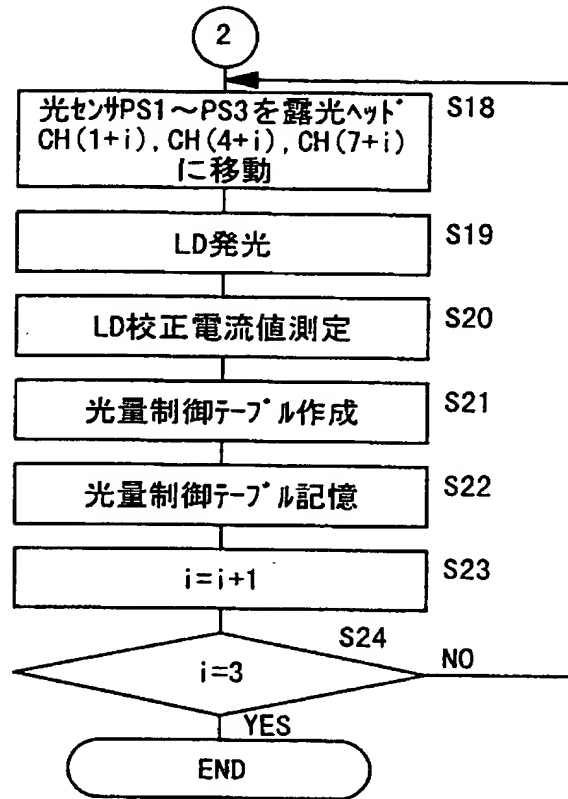 2
光センサPS1～PS3を露光ヘッド S18
CH(1+i), CH(4+i), CH(7+i)
に移動
LD発光 S19
LD校正電流値測定 S20
光量制御テーブル作成 S21
光量制御テーブル記憶 S22
i=i+1 S23
S24
i=3 NO
YES
END